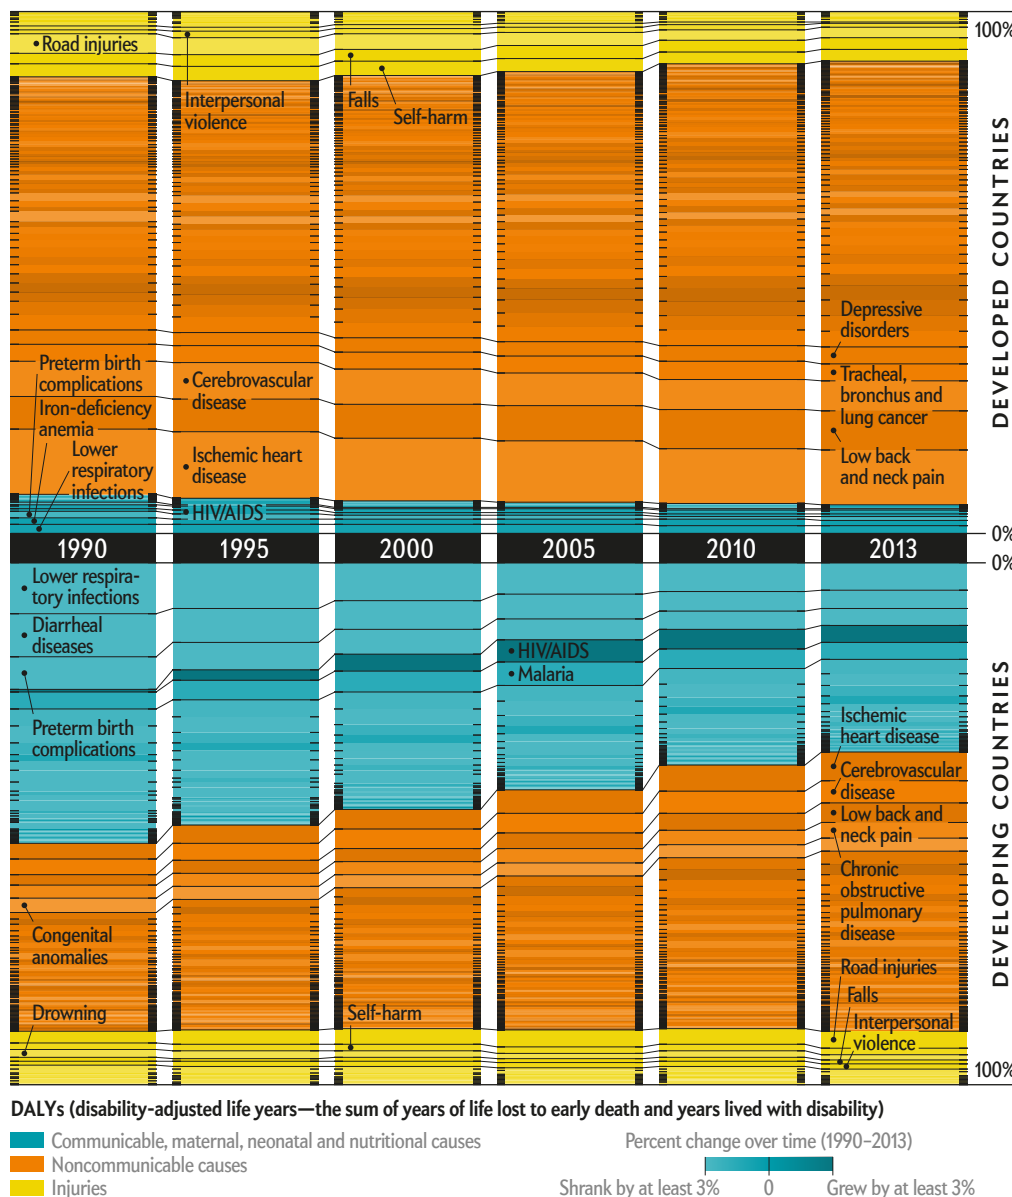 100%
Road injuries
Interpersonal
violence
Falls
Self-harm
DEVELOPED COUNTRIES
Depressive
disorders
Preterm birth
complications
Cerebrovascular
disease
Tracheal,
bronchus and
lung cancer
Iron-deficiency
anemia
Lower
respiratory
infections
Ischemic heart
disease
Low back
and neck pain
HIV/AIDS
0%
1990 1995 2000 2005 2010 2013
0%
Lower respira-
tory infections
Diarrheal
diseases
HIV/AIDS
Malaria
DEVELOPING COUNTRIES
Preterm birth
complications
Ischemic
heart disease
Cerebrovascular
disease
Low back and
neck pain
Chronic
obstructive
pulmonary
disease
Congenital
anomalies
Road injuries
Falls
Drowning
Self-harm
Interpersonal
violence
100%
DALYs (disability-adjusted life years—the sum of years of life lost to early death and years lived with disability)
Communicable, maternal, neonatal and nutritional causes
Noncommunicable causes
Injuries
Percent change over time (1990–2013)
Shrank by at least 3% 0 Grew by at least 3%